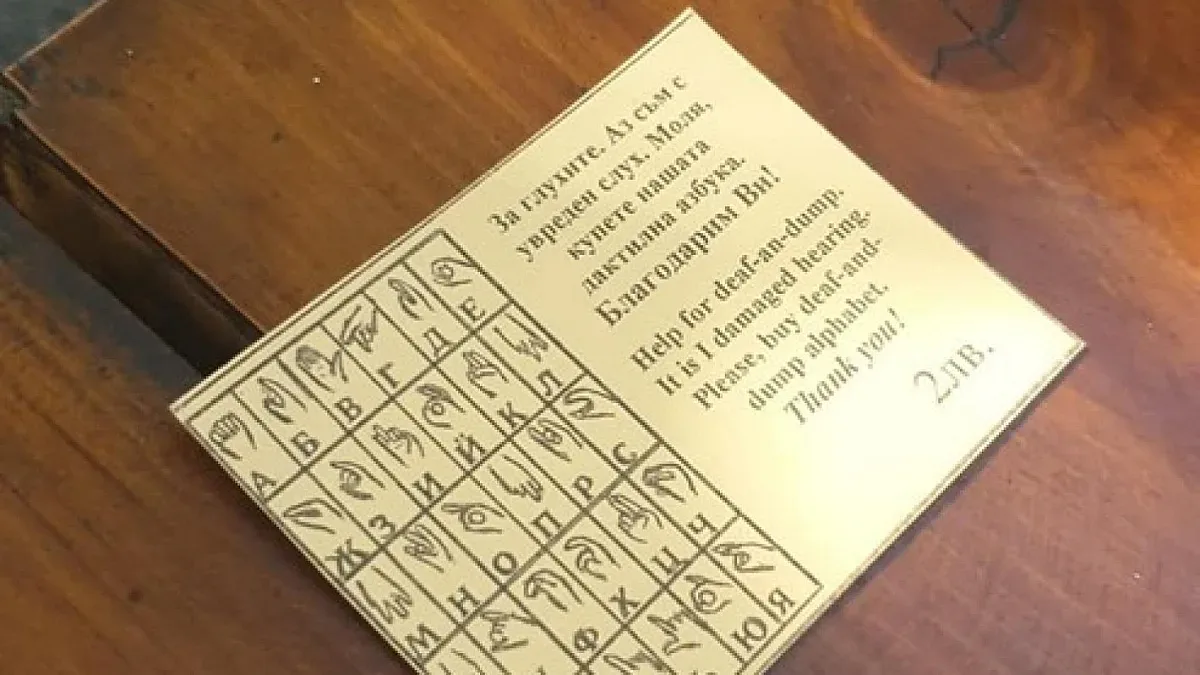 За глухите. Аз съм с
увреден слух. Моля,
купете нашата
дактилна азбука.
Благодарим Ви!
Help for deaf-an-dump.
It is I damaged hearing.
Please, buy deaf-and-
dump alphabet.
Thank you!
2лв.
А Б В Г Д Е
Ж З И Й К Л
М Н О П Р С
Ф Х Ц Ч
Ю Я